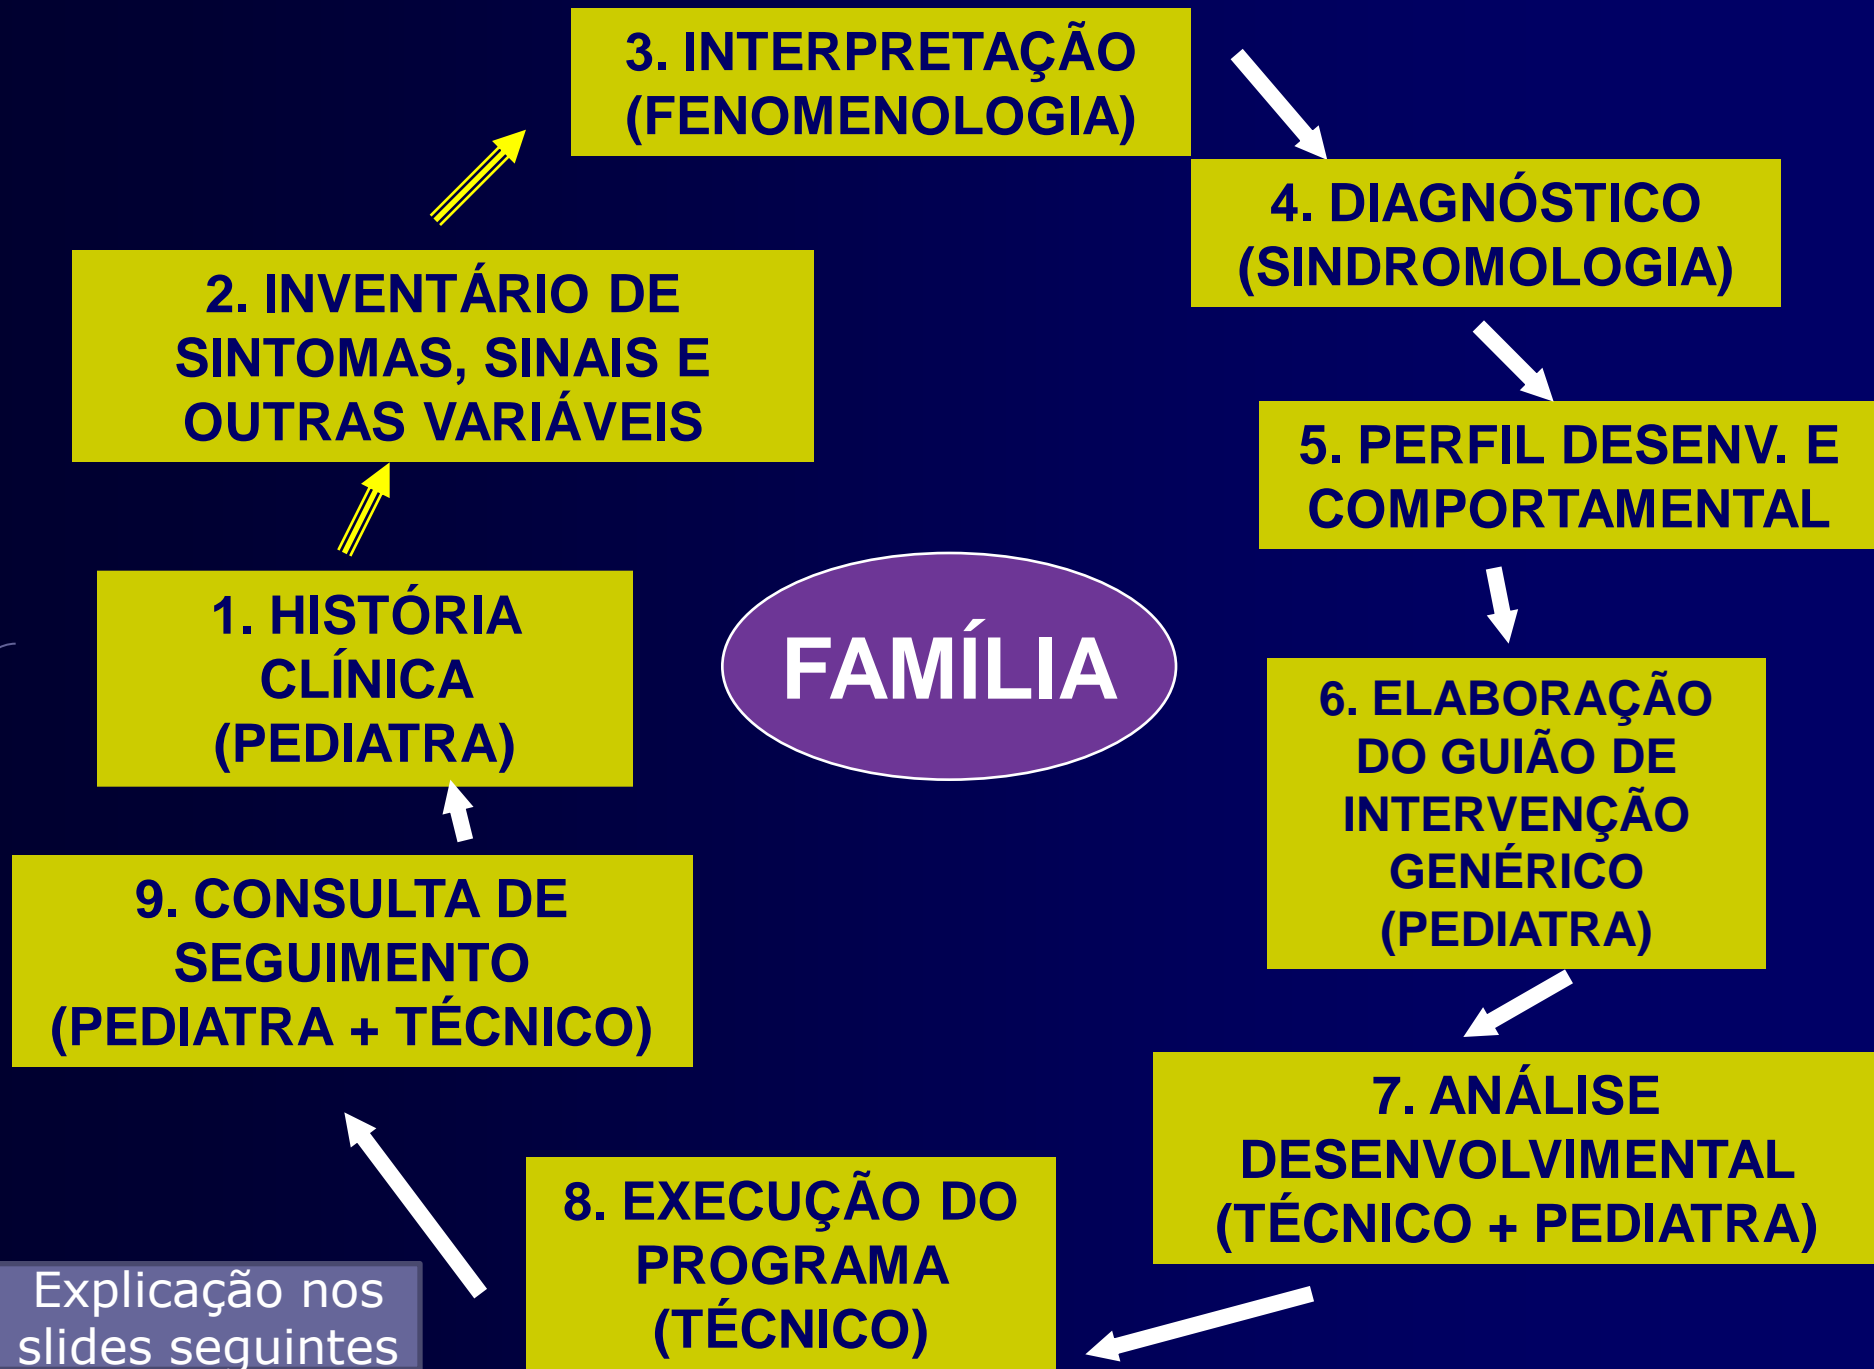 3. INTERPRETAÇÃO
(FENOMENOLOGIA)
4. DIAGNÓSTICO
(SINDROMOLOGIA)
2. INVENTÁRIO DE
SINTOMAS, SINAIS E
OUTRAS VARIÁVEIS
5. PERFIL DESENV. E
COMPORTAMENTAL
1. HISTÓRIA
CLÍNICA
(PEDIATRA)
FAMÍLIA
6. ELABORAÇÃO
DO GUIÃO DE
INTERVENÇÃO
GENÉRICO
(PEDIATRA)
9. CONSULTA DE
SEGUIMENTO
(PEDIATRA + TÉCNICO)
7. ANÁLISE
DESENVOLVIMENTAL
(TÉCNICO + PEDIATRA)
8. EXECUÇÃO DO
PROGRAMA
(TÉCNICO)
Explicação nos
slides seguintes